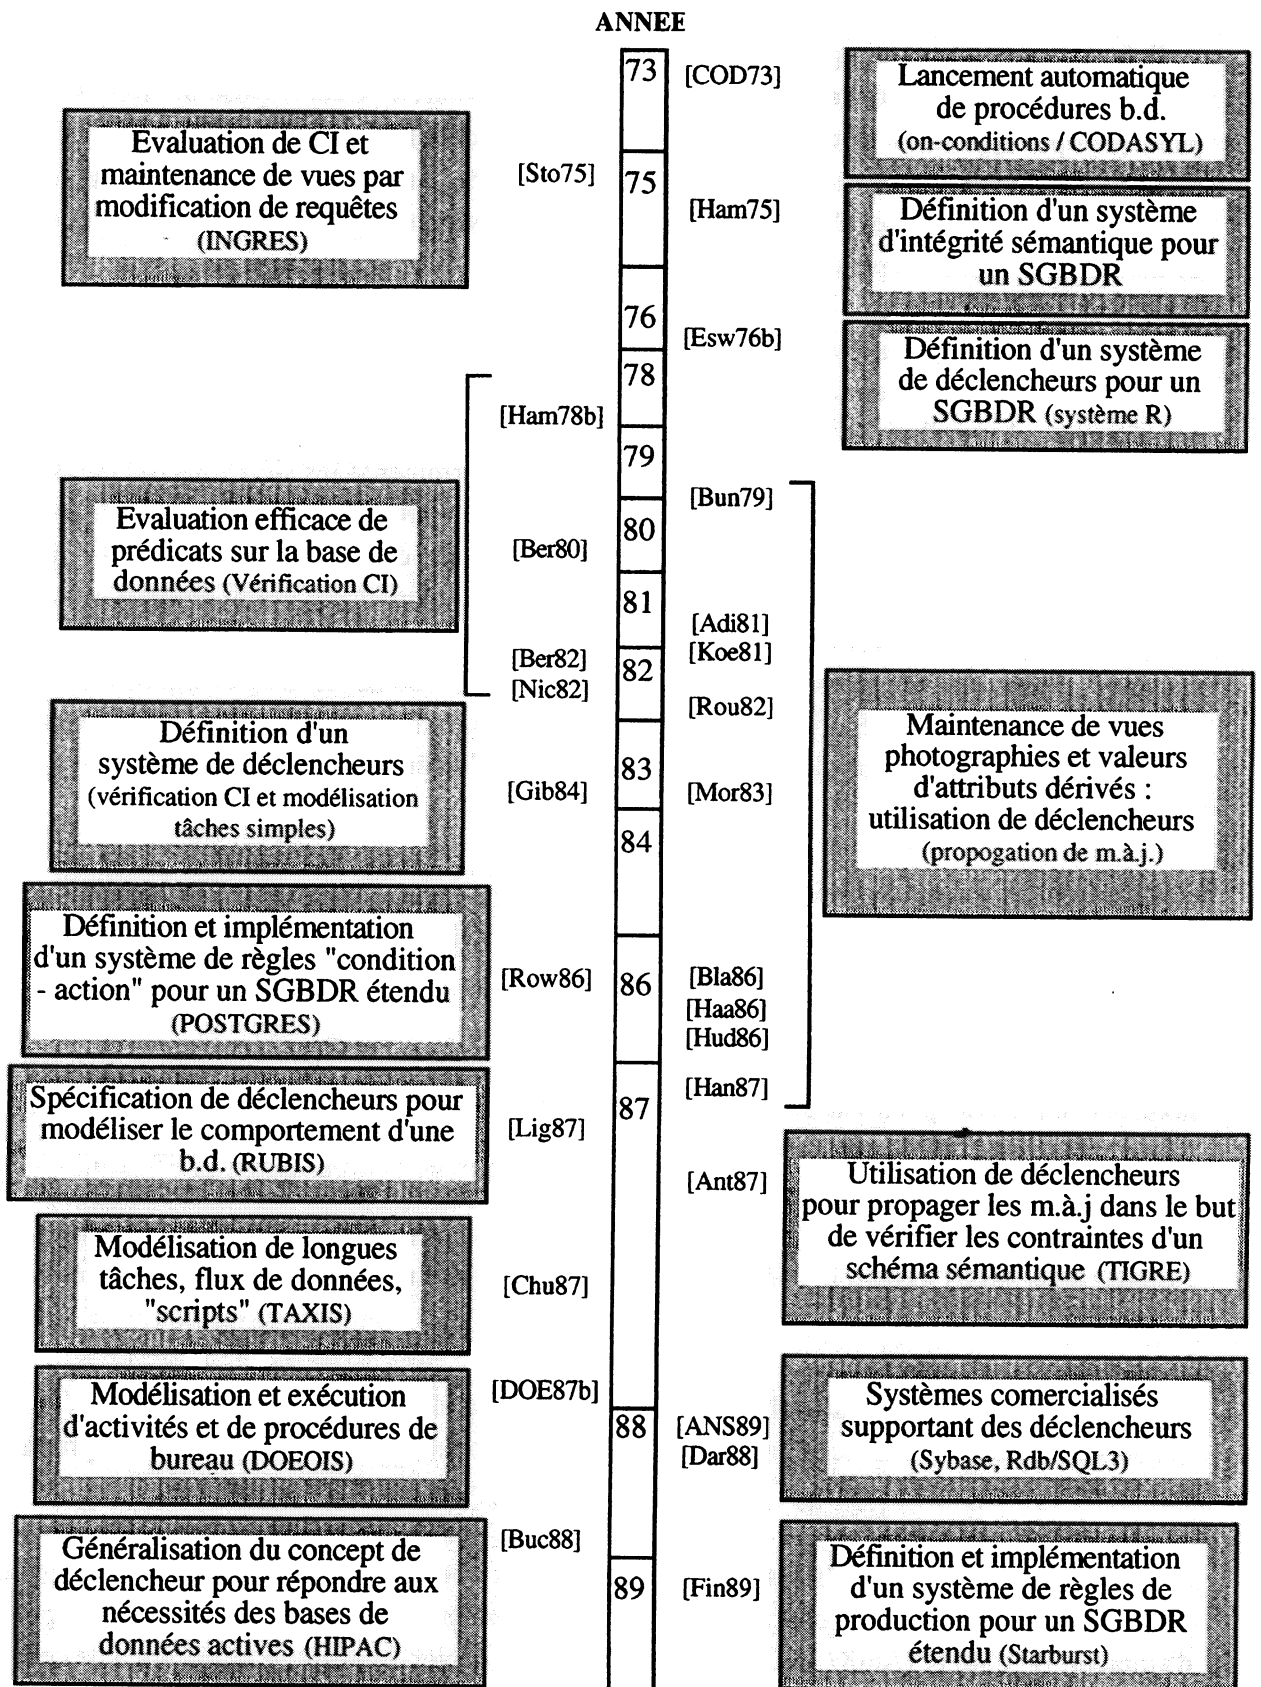 ANNEE
73
[COD73]
Lancement automatique
de procédures b.d.
(on-conditions / CODASYL)
Evaluation de CI et
maintenance de vues par
modification de requêtes
(INGRES)
[Sto75]
75
[Ham75]
Définition d'un système
d'intégrité sémantique pour
un SGBDR
76
[Esw76b]
Définition d'un système
de déclencheurs pour un
SGBDR (système R)
78
[Ham78b]
79
[Bun79]
Evaluation efficace de
prédicats sur la base de
données (Vérification CI)
[Ber80]
80
81
[Adi81]
[Koe81]
[Ber82]
[Nic82]
82
[Rou82]
Maintenance de vues
photographies et valeurs
d'attributs dérivés :
utilisation de déclencheurs
(propogation de m.à.j.)
Définition d'un
système de déclencheurs
(vérification CI et modélisation
tâches simples)
[Gib84]
83
[Mor83]
84
Définition et implémentation
d'un système de règles "condition
- action" pour un SGBDR étendu
(POSTGRES)
[Row86]
86
[Bla86]
[Haa86]
[Hud86]
Spécification de déclencheurs pour
modéliser le comportement d'une
b.d. (RUBIS)
[Lig87]
87
[Han87]
[Ant87]
Utilisation de déclencheurs
pour propager les m.à.j dans le but
de vérifier les contraintes d'un
schéma sémantique (TIGRE)
Modélisation de longues
tâches, flux de données,
"scripts" (TAXIS)
[Chu87]
Modélisation et exécution
d'activités et de procédures de
bureau (DOEOIS)
[DOE87b]
88
[ANS89]
[Dar88]
Systèmes comercialisés
supportant des déclencheurs
(Sybase, Rdb/SQL3)
Généralisation du concept de
déclencheur pour répondre aux
nécessités des bases de
données actives (HIPAC)
[Buc88]
89
[Fin89]
Définition et implémentation
d'un système de règles de
production pour un SGBDR
étendu (Starburst)